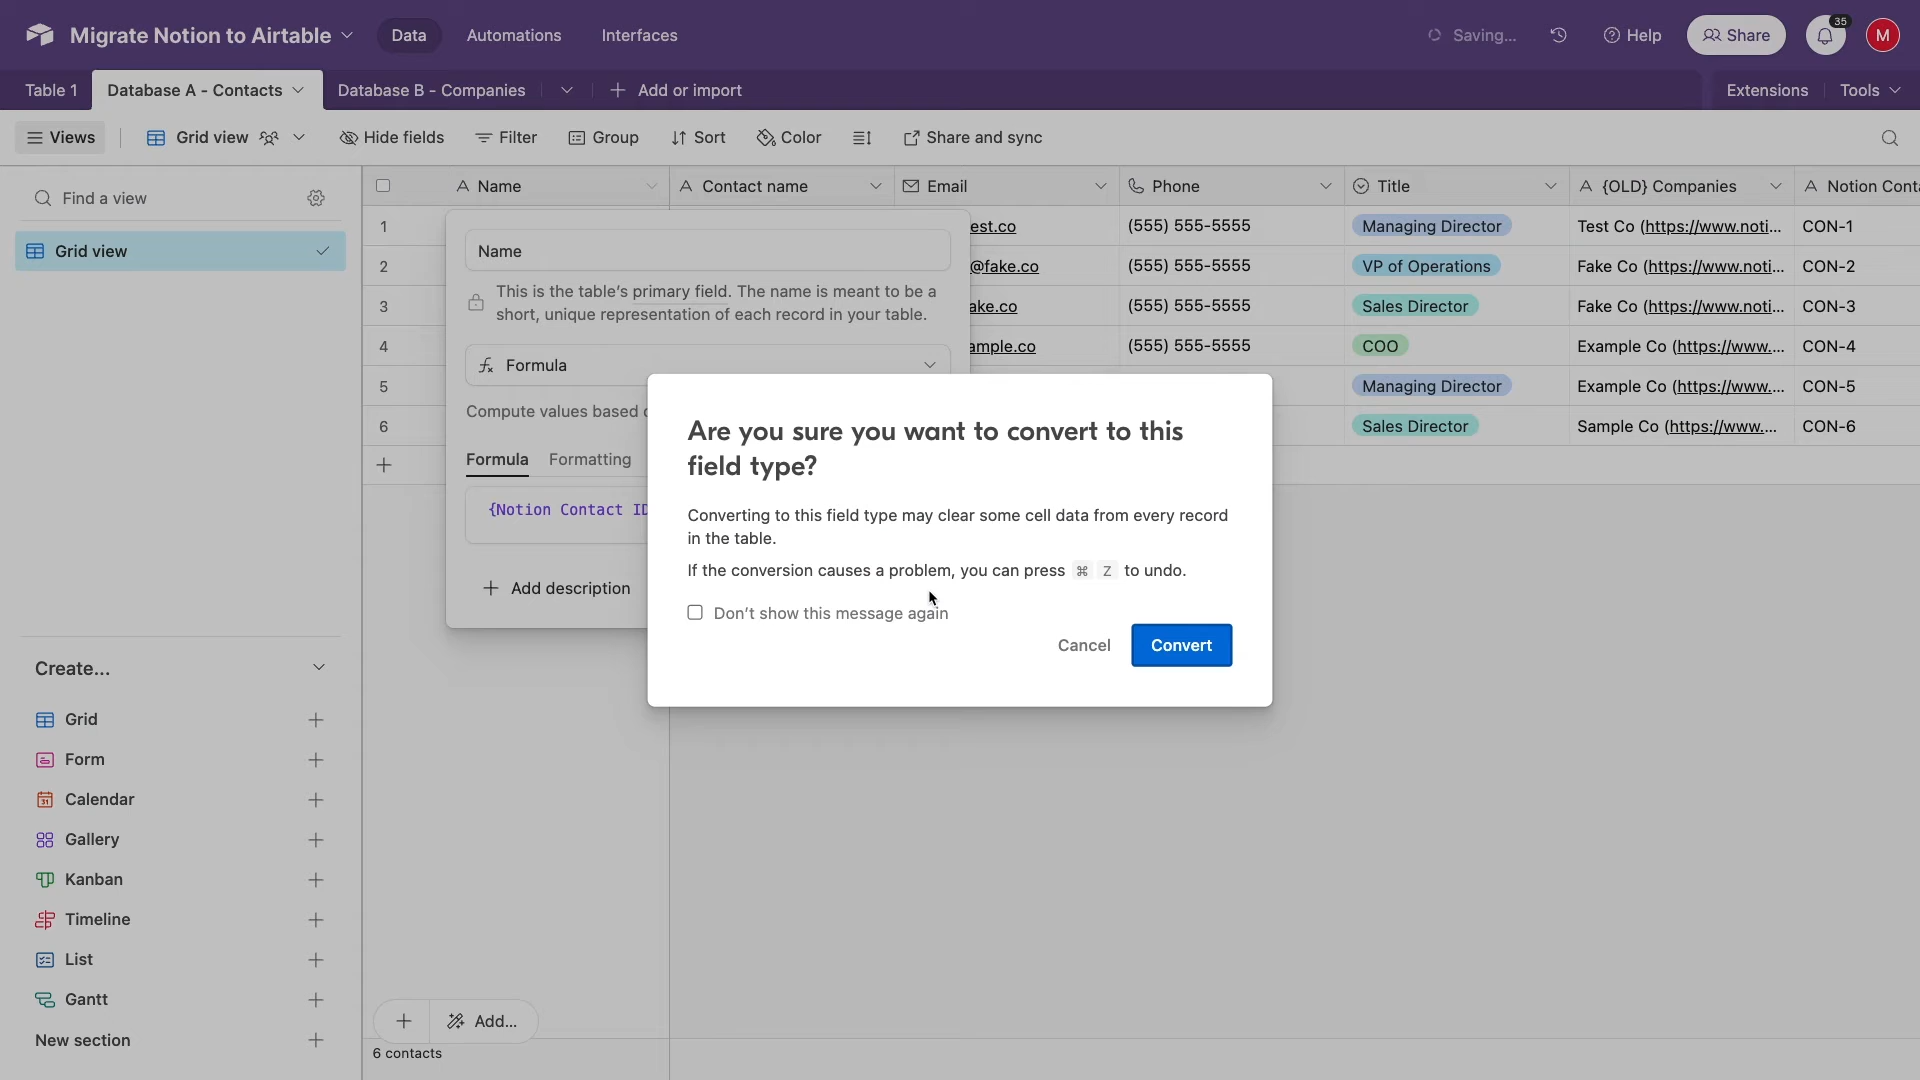 Migrate Notion to Airtable
Data
Automations
Interfaces
Saving...
Help
Share
35
M
Table 1
Database A - Contacts
Database B - Companies
Add or import
Extensions
Tools
Views
Grid view
Hide fields
Filter
Group
Sort
Color
Share and sync
Find a view
Grid view
A Name
A Contact name
Email
Phone
Title
A {OLD} Companies
A Notion Conta
1
est.co
(555) 555-5555
Managing Director
Test Co (https://www.noti...
CON-1
2
@fake.co
(555) 555-5555
VP of Operations
Fake Co (https://www.noti...
CON-2
3
ake.co
(555) 555-5555
Sales Director
Fake Co (https://www.noti...
CON-3
4
ample.co
(555) 555-5555
COO
Example Co (https://www....
CON-4
5
Managing Director
Example Co (https://www....
CON-5
6
Sales Director
Sample Co (https://www....
CON-6
Name
This is the table's primary field. The name is meant to be a
short, unique representation of each record in your table.
Formula
Compute values based
Formula
Formatting
{Notion Contact ID
Add description
Are you sure you want to convert to this
field type?
Converting to this field type may clear some cell data from every record
in the table.
If the conversion causes a problem, you can press ⌘ Z to undo.
Don't show this message again
Cancel
Convert
Create...
Grid
Form
Calendar
Gallery
Kanban
Timeline
List
Gantt
New section
Add...
6 contacts